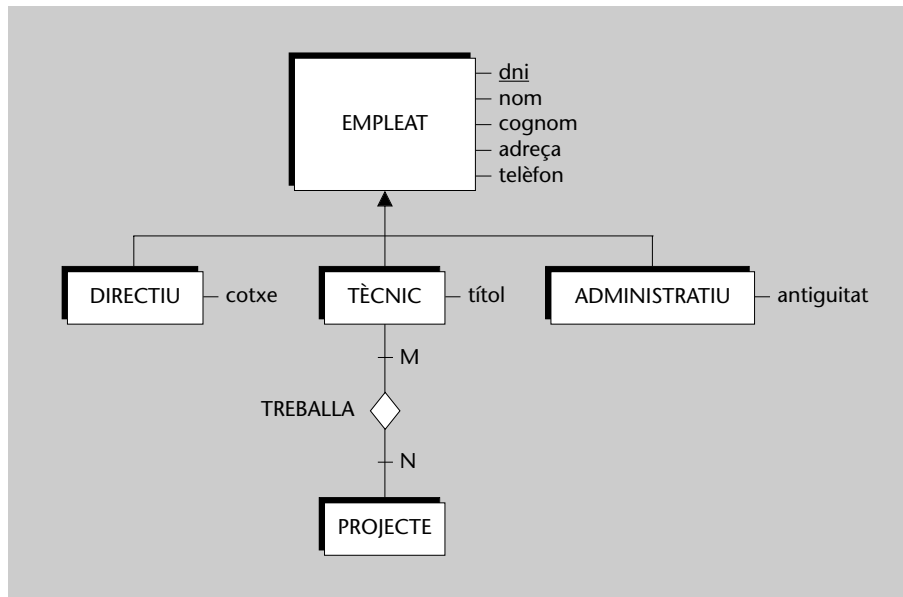 EMPLEAT
dni
nom
cognom
adreça
telèfon
DIRECTIU
cotxe
TÈCNIC
títol
ADMINISTRATIU
antiguitat
M
TREBALLA
N
PROJECTE